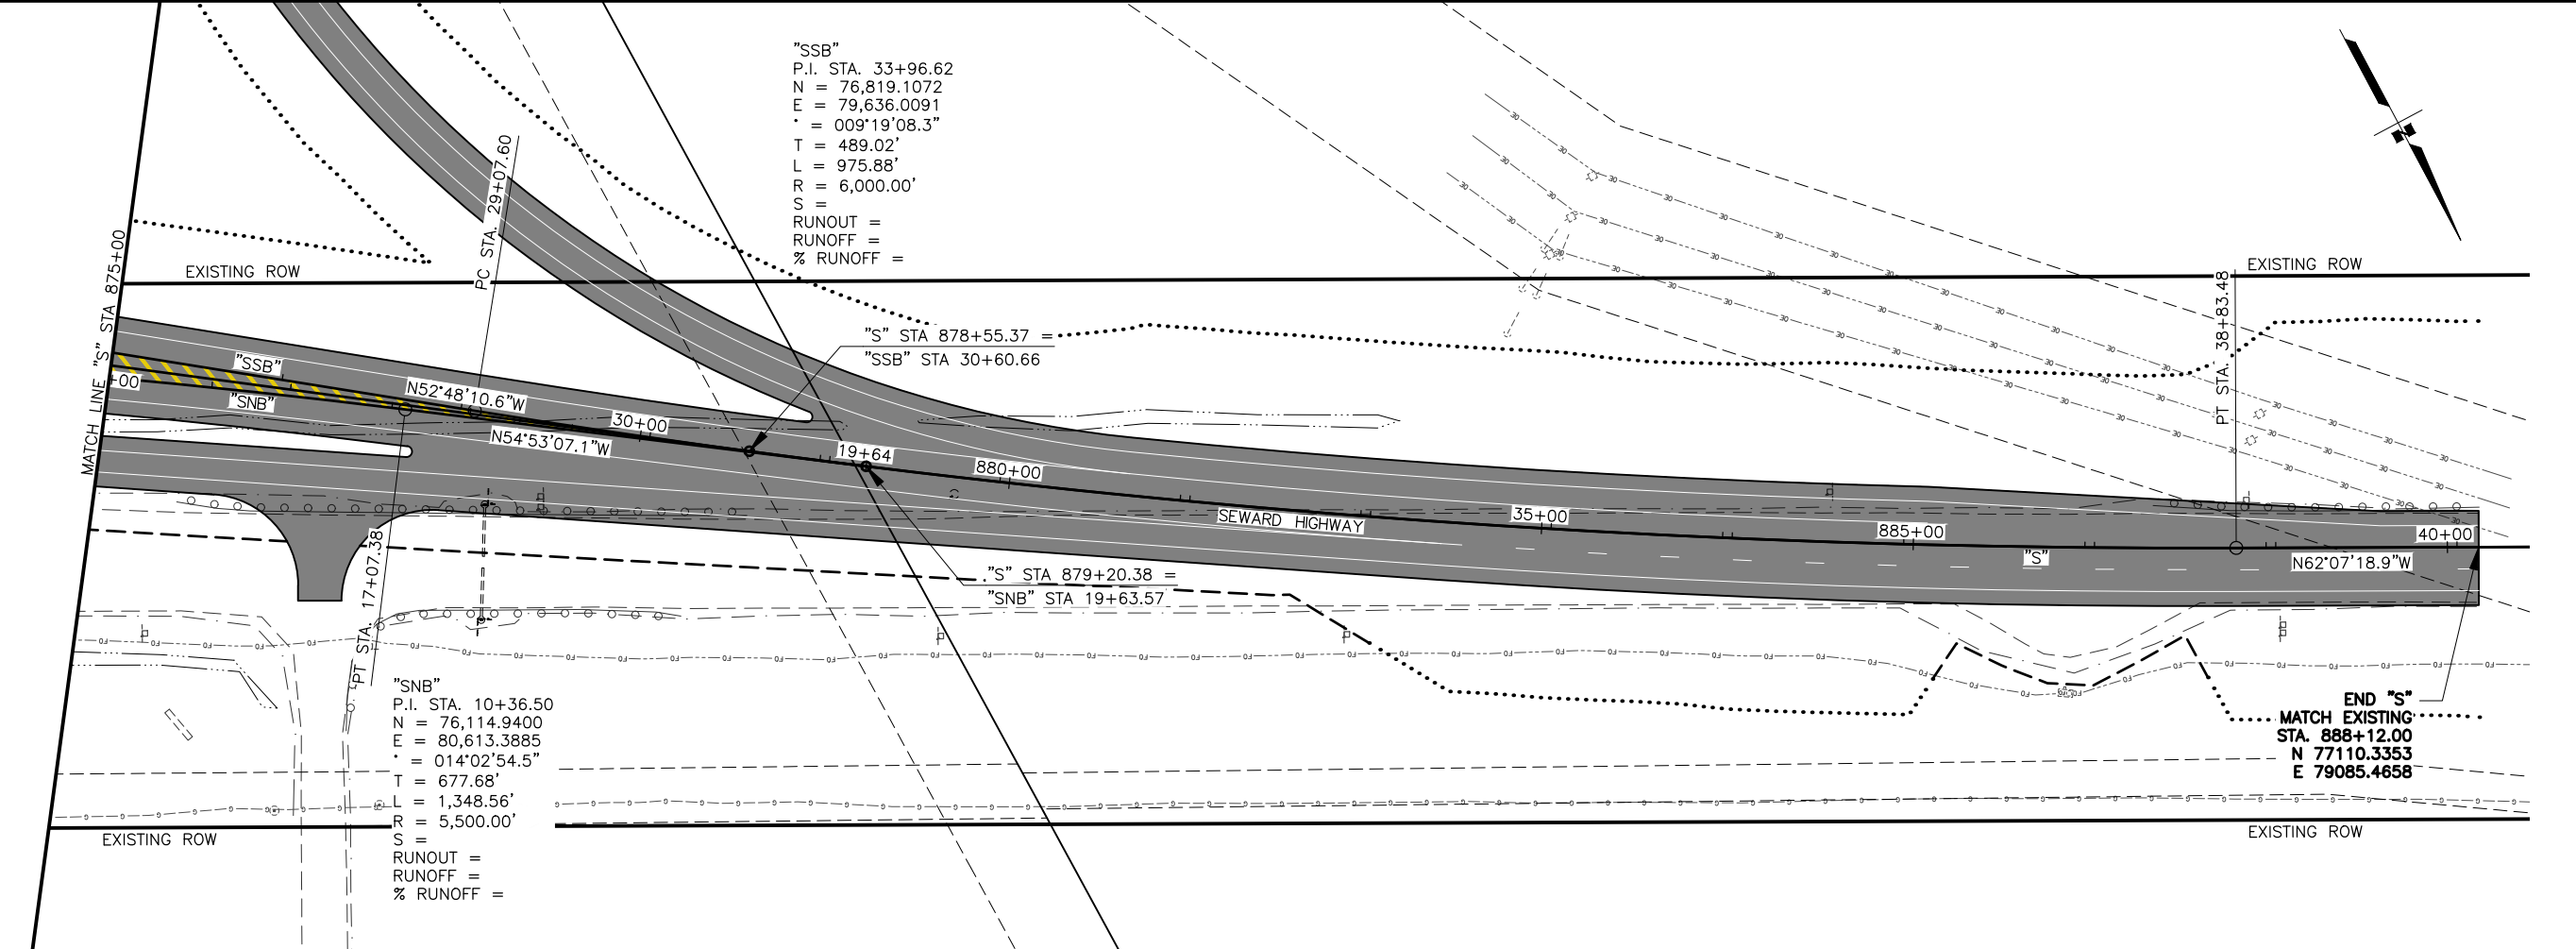 "SSB"
P.I. STA. 33+96.62
N = 76,819.1072
E = 79,636.0091
* = 009°19'08.3"
T = 489.02'
L = 975.88'
R = 6,000.00'
S =
RUNOUT =
RUNOFF =
% RUNOFF =
PC STA. 29+07.60
EXISTING ROW
EXISTING ROW
MATCH LINE "S" STA 875+00
PT STA. 38+83.48
"S" STA 878+55.37 =
"SSB" STA 30+60.66
"SSB"
+00
"SNB"
N52°48'10.6"W
N54°53'07.1"W
30+00
19+64
880+00
SEWARD HIGHWAY
35+00
885+00
"S"
40+00
N62°07'18.9"W
"S" STA 879+20.38 =
"SNB" STA 19+63.57
PT STA. 17+07.38
"SNB"
P.I. STA. 10+36.50
N = 76,114.9400
E = 80,613.3885
* = 014°02'54.5"
T = 677.68'
L = 1,348.56'
R = 5,500.00'
S =
RUNOUT =
RUNOFF =
% RUNOFF =
END "S"
MATCH EXISTING
STA. 888+12.00
N 77110.3353
E 79085.4658
EXISTING ROW
EXISTING ROW